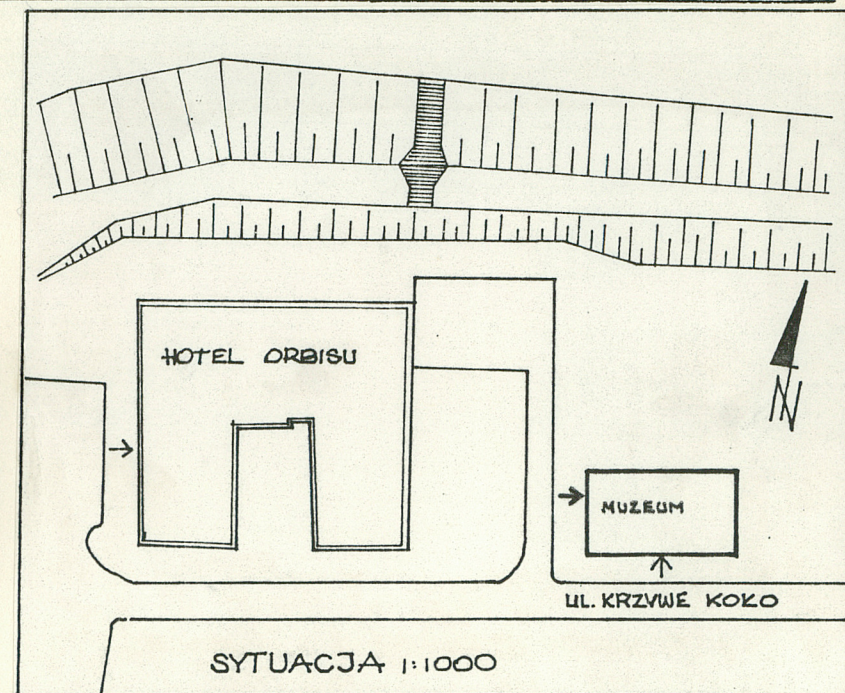 HOTEL ORBISU
N
MUZEUM
UL. KRZYWE KOŁO
SYTUACJA 1:1000